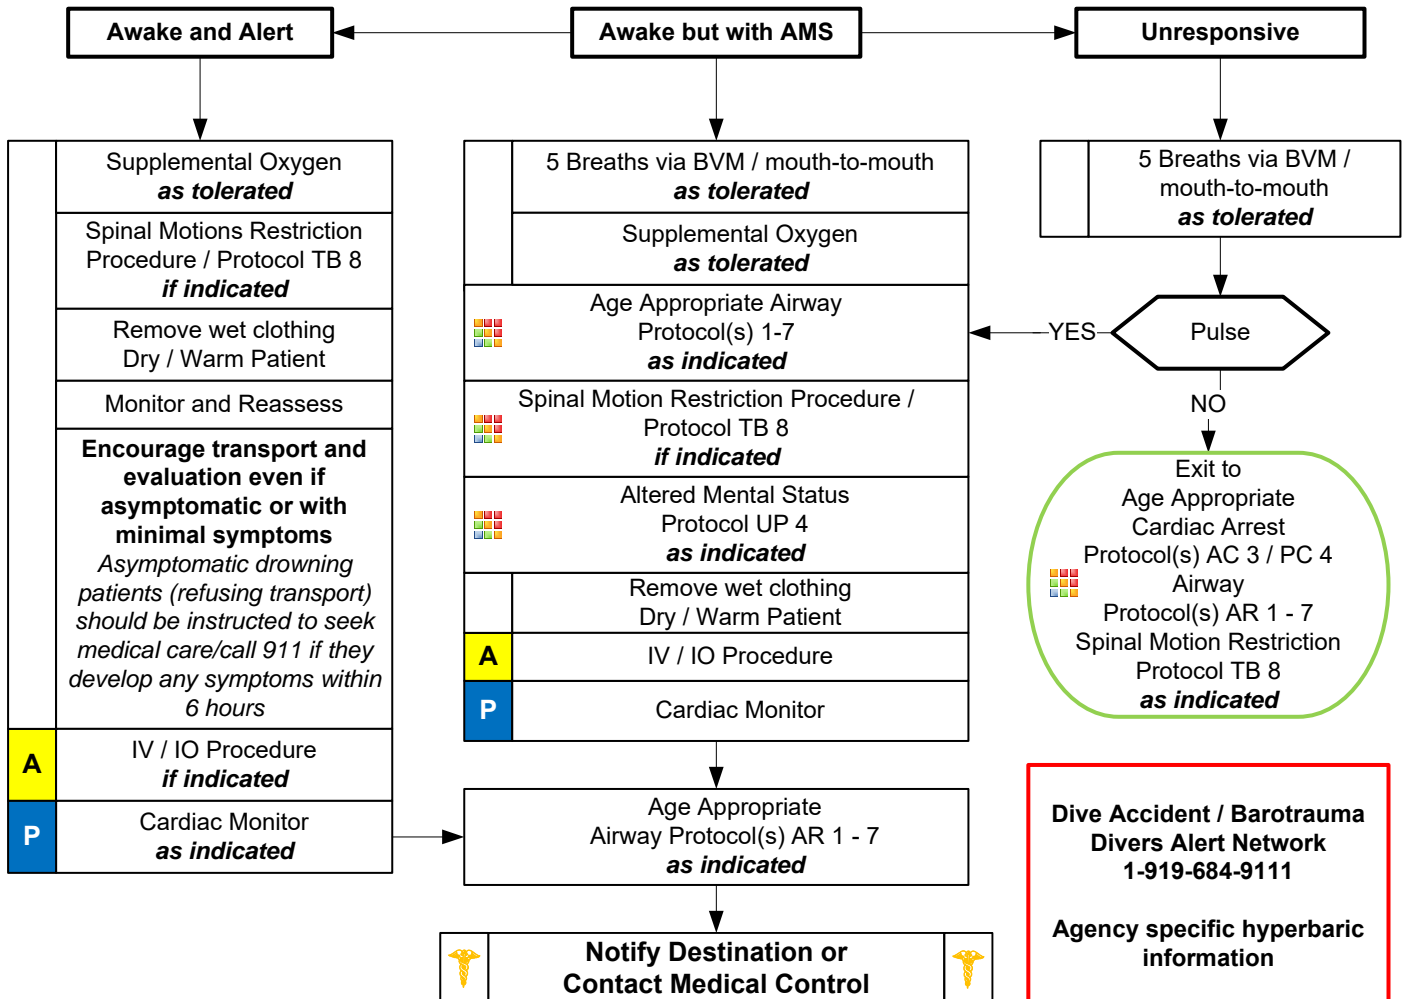 Awake and Alert
Awake but with AMS
Unresponsive
Supplemental Oxygen
as tolerated
Spinal Motions Restriction
Procedure / Protocol TB 8
if indicated
Remove wet clothing
Dry / Warm Patient
Monitor and Reassess
Encourage transport and
evaluation even if
asymptomatic or with
minimal symptoms
Asymptomatic drowning
patients (refusing transport)
should be instructed to seek
medical care/call 911 if they
develop any symptoms within
6 hours
A
IV / IO Procedure
if indicated
P
Cardiac Monitor
as indicated
5 Breaths via BVM / mouth-to-mouth
as tolerated
Supplemental Oxygen
as tolerated
Age Appropriate Airway
Protocol(s) 1-7
as indicated
Spinal Motion Restriction Procedure /
Protocol TB 8
if indicated
Altered Mental Status
Protocol UP 4
as indicated
Remove wet clothing
Dry / Warm Patient
A
IV / IO Procedure
P
Cardiac Monitor
Age Appropriate
Airway Protocol(s) AR 1 - 7
as indicated
Notify Destination or
Contact Medical Control
5 Breaths via BVM /
mouth-to-mouth
as tolerated
YES
Pulse
NO
Exit to
Age Appropriate
Cardiac Arrest
Protocol(s) AC 3 / PC 4
Airway
Protocol(s) AR 1 - 7
Spinal Motion Restriction
Protocol TB 8
as indicated
Dive Accident / Barotrauma
Divers Alert Network
1-919-684-9111
Agency specific hyperbaric
information